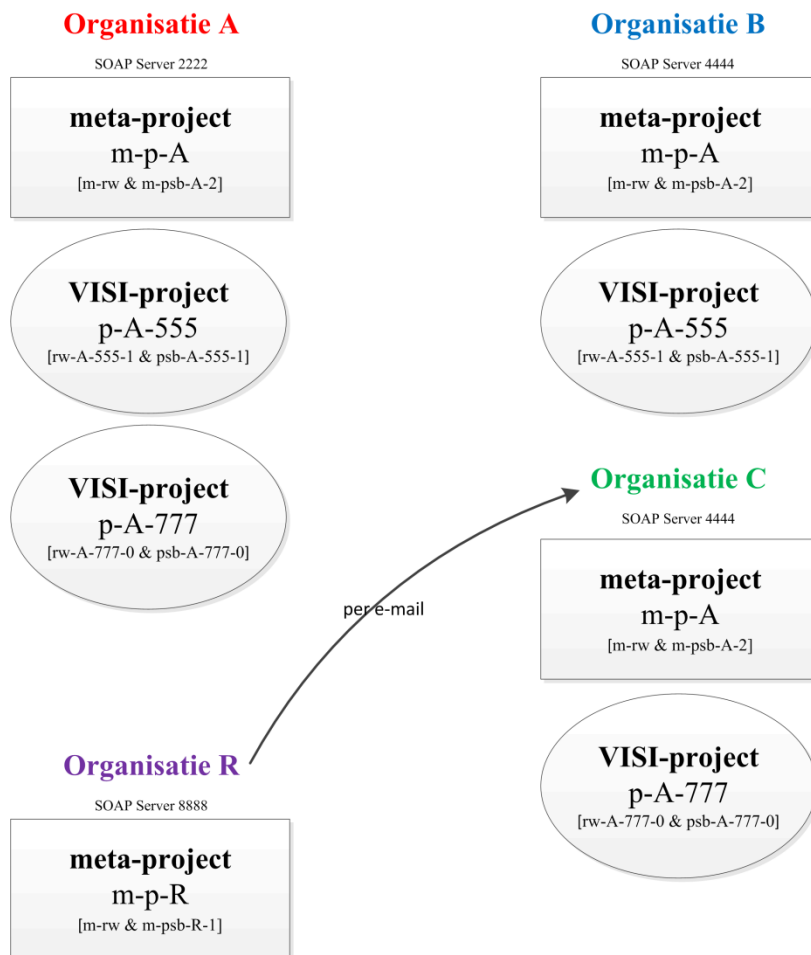 Organisatie A
SOAP Server 2222
meta-project
m-p-A
[m-rw & m-psb-A-2]
VISI-project
p-A-555
[rw-A-555-1 & psb-A-555-1]
VISI-project
p-A-777
[rw-A-777-0 & psb-A-777-0]
Organisatie B
SOAP Server 4444
meta-project
m-p-A
[m-rw & m-psb-A-2]
VISI-project
p-A-555
[rw-A-555-1 & psb-A-555-1]
Organisatie C
SOAP Server 4444
meta-project
m-p-A
[m-rw & m-psb-A-2]
VISI-project
p-A-777
[rw-A-777-0 & psb-A-777-0]
per e-mail
Organisatie R
SOAP Server 8888
meta-project
m-p-R
[m-rw & m-psb-R-1]